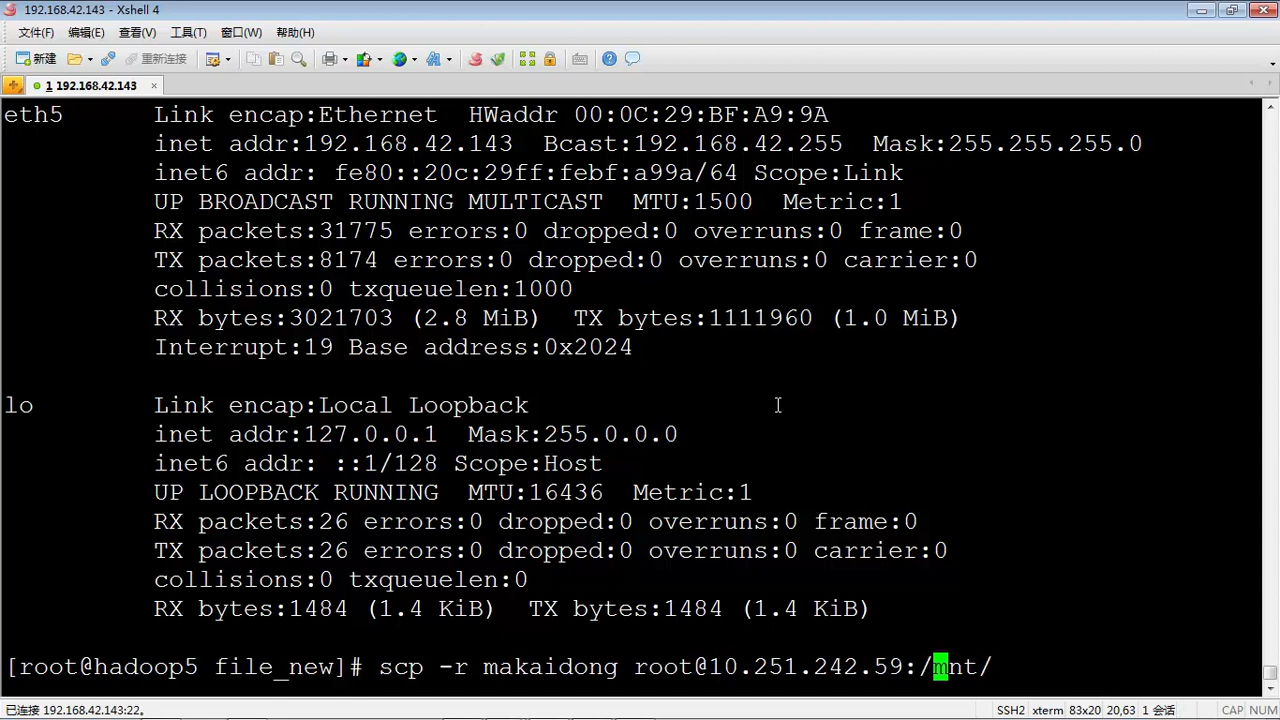 192.168.42.143 - Xshell 4
文件(F) 编辑(E) 查看(V) 工具(T) 窗口(W) 帮助(H)
新建 重新连接
1 192.168.42.143
eth5 Link encap:Ethernet HWaddr 00:0C:29:BF:A9:9A
inet addr:192.168.42.143 Bcast:192.168.42.255 Mask:255.255.255.0
inet6 addr: fe80::20c:29ff:febf:a99a/64 Scope:Link
UP BROADCAST RUNNING MULTICAST MTU:1500 Metric:1
RX packets:31775 errors:0 dropped:0 overruns:0 frame:0
TX packets:8174 errors:0 dropped:0 overruns:0 carrier:0
collisions:0 txqueuelen:1000
RX bytes:3021703 (2.8 MiB) TX bytes:1111960 (1.0 MiB)
Interrupt:19 Base address:0x2024
lo Link encap:Local Loopback
inet addr:127.0.0.1 Mask:255.0.0.0
inet6 addr: ::1/128 Scope:Host
UP LOOPBACK RUNNING MTU:16436 Metric:1
RX packets:26 errors:0 dropped:0 overruns:0 frame:0
TX packets:26 errors:0 dropped:0 overruns:0 carrier:0
collisions:0 txqueuelen:0
RX bytes:1484 (1.4 KiB) TX bytes:1484 (1.4 KiB)
[root@hadoop5 file_new]# scp -r makaidong root@10.251.242.59:/mnt/
已连接 192.168.42.143:22。 SSH2 xterm 83x20 20,63 1 会话 CAP NUM